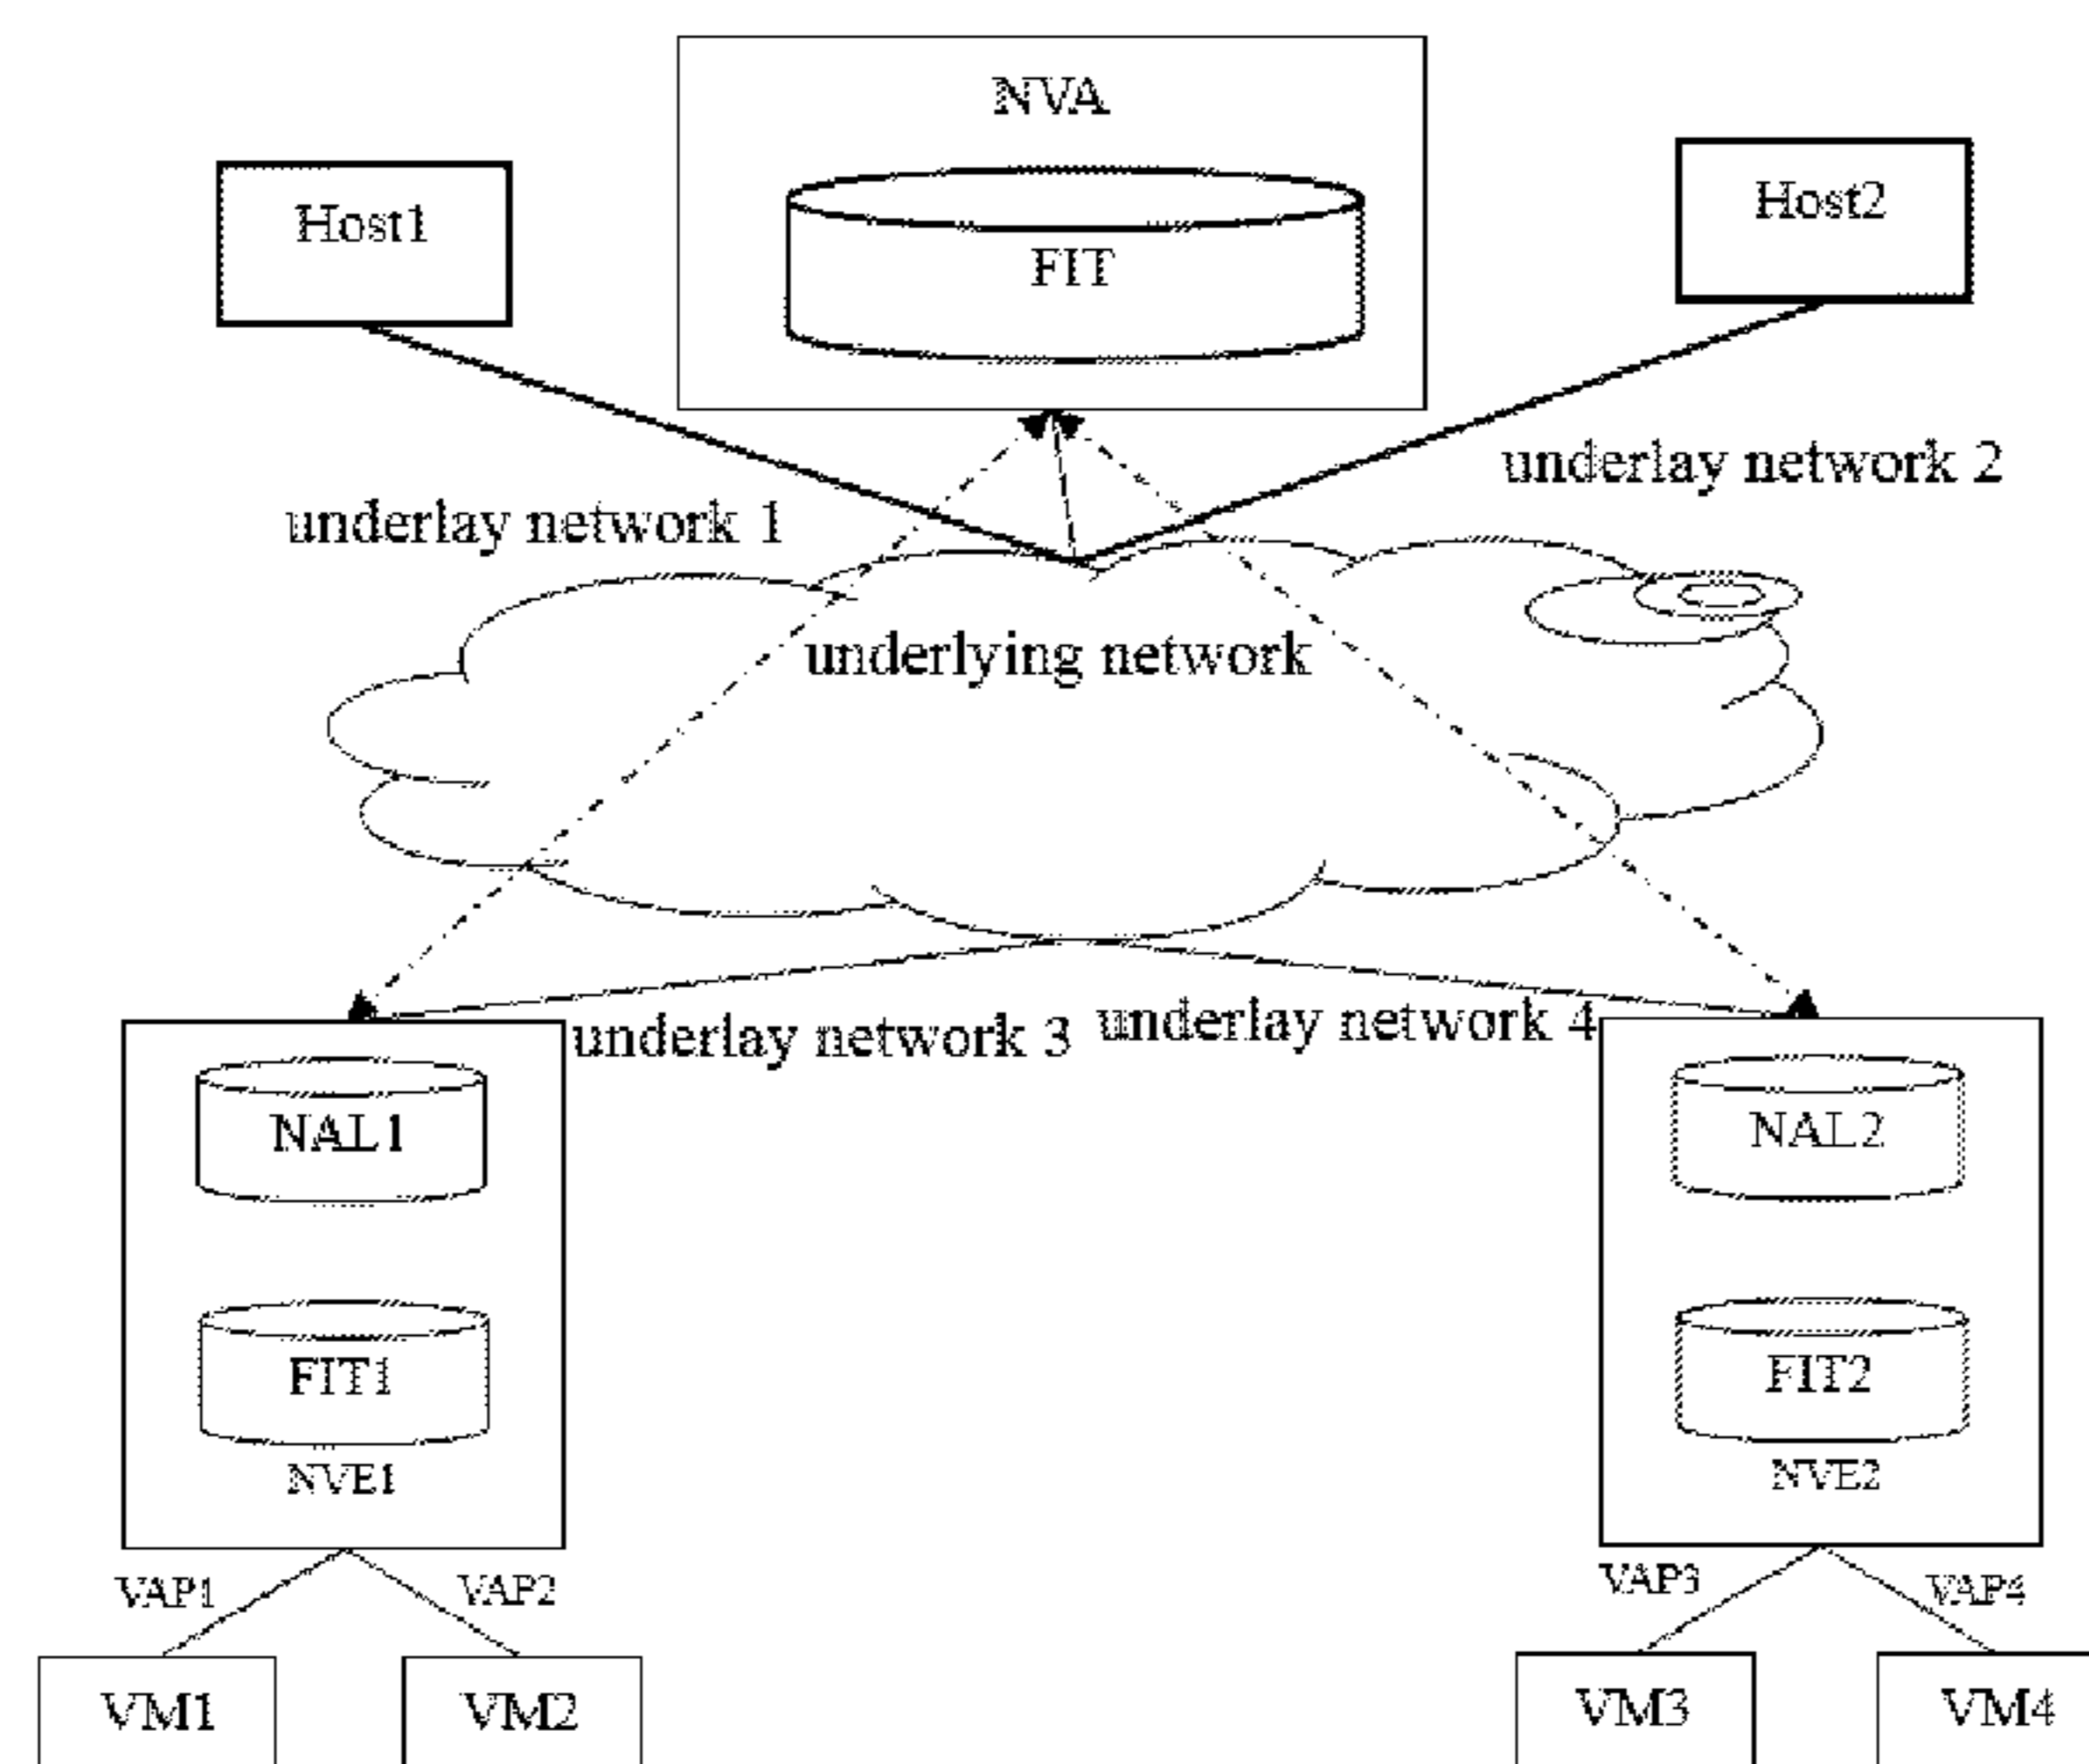 NVA
Host1
Host2
FIT
underlay network 2
underlay network 1
underlying network
underlay network 3
underlay network 4
NAL1
NAL2
FIT1
FIT2
NVE1
NVE2
VAP1
VAP2
VAP3
VAP4
VM1
VM2
VM3
VM4